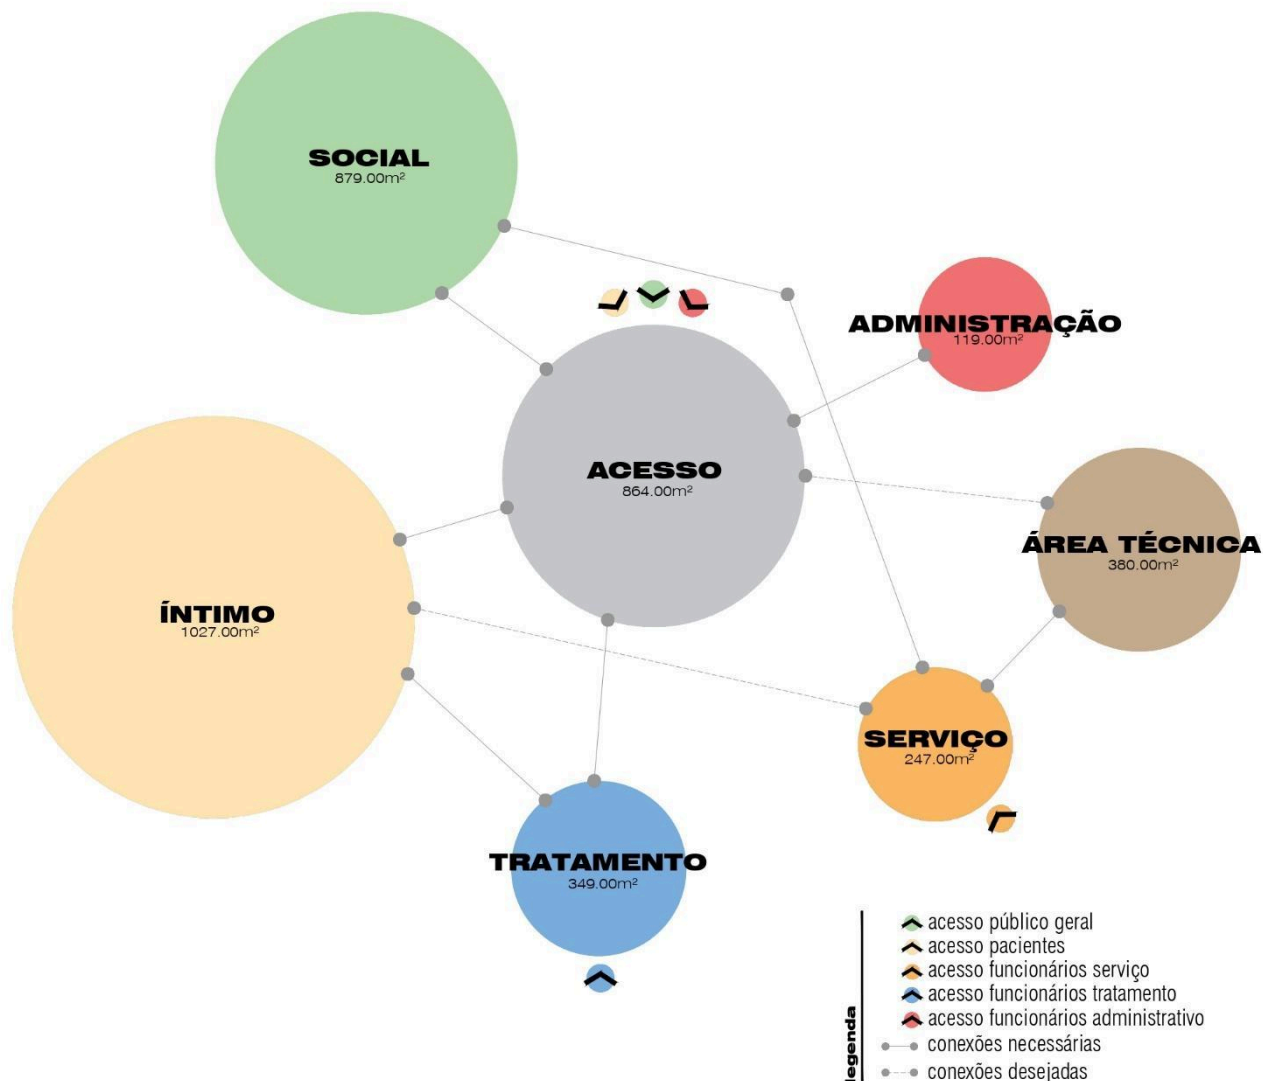 SOCIAL
879.00m²
ADMINISTRAÇÃO
119.00m²
ACESSO
864.00m²
ÁREA TÉCNICA
380.00m²
ÍNTIMO
1027.00m²
SERVIÇO
247.00m²
TRATAMENTO
349.00m²
legenda
acesso público geral
acesso pacientes
acesso funcionários serviço
acesso funcionários tratamento
acesso funcionários administrativo
conexões necessárias
conexões desejadas